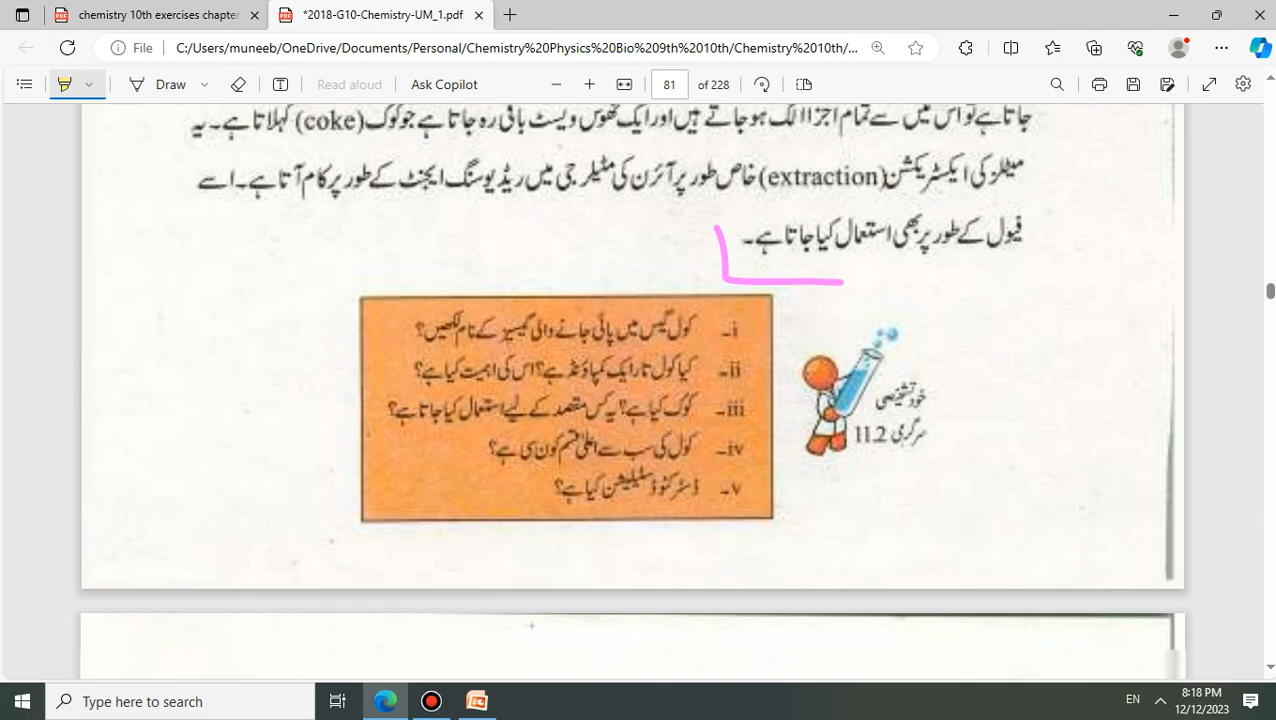 chemistry 10th exercises chapter
*2018-G10-Chemistry-UM_1.pdf
File
C:/Users/muneeb/OneDrive/Documents/Personal/Chemistry%20Physics%20Bio%209th%2010th/Chemistry%2010th/...
Draw
Read aloud
Ask Copilot
81 of 228
جاتا ہے تو اس میں سے تمام اجزا الگ ہو جاتے ہیں اور ایک ٹھوس ویسٹ باقی رہ جاتا ہے جو کوک (coke) کہلاتا ہے۔ یہ
میٹلز کی ایکسٹریکشن (extraction) خاص طور پر آئرن کی مٹیلرجی میں ریڈیوسنگ ایجنٹ کے طور پر کام آتا ہے۔ اسے
فیول کے طور پر بھی استعمال کیا جاتا ہے۔
i۔ کول گیس میں پائی جانے والی گیسیز کے نام لکھیں؟
ii۔ کیا کول تار ایک کمپاؤنڈ ہے؟ اس کی اہمیت کیا ہے؟
iii۔ کوک کیا ہے؟ یہ کس مقصد کے لیے استعمال کیا جاتا ہے؟
iv۔ کول کی سب سے اعلیٰ قسم کون سی ہے؟
v۔ ڈسٹرکٹو ڈسٹیلیشن کیا ہے؟
خود تشخیصی
سرگرمی 11.2
Type here to search
EN
8:18 PM
12/12/2023